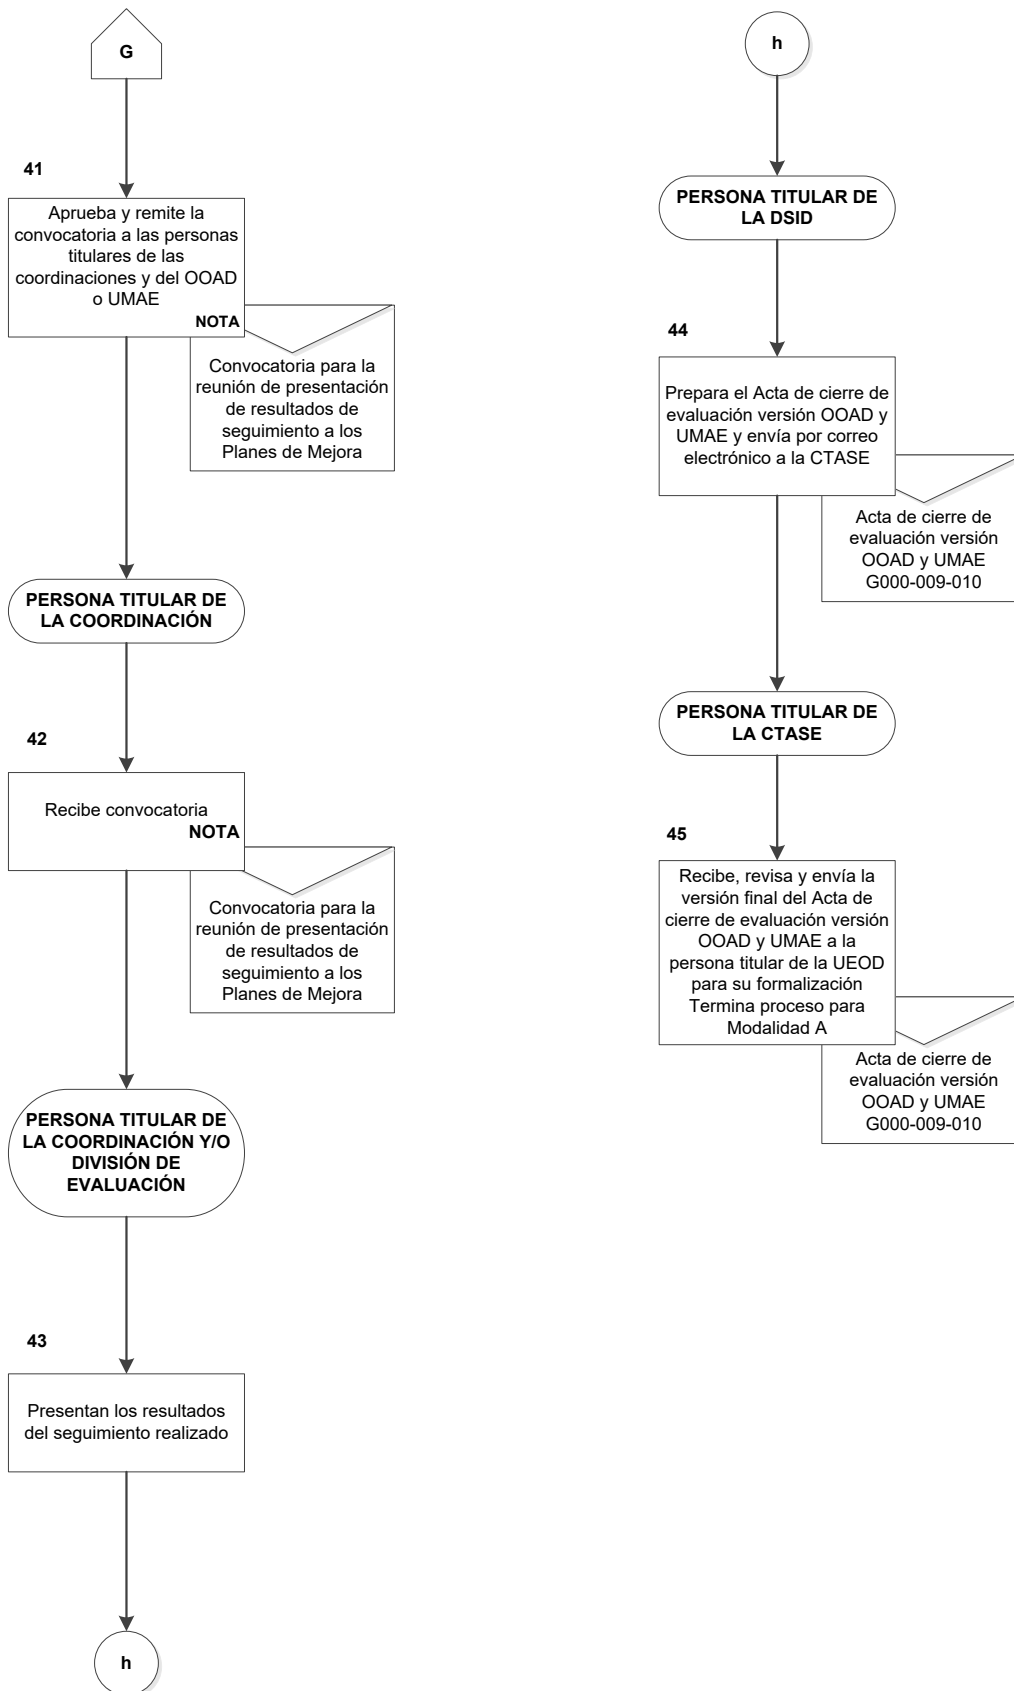 G
41
Aprueba y remite la
convocatoria a las personas
titulares de las
coordinaciones y del OOAD
o UMAE
NOTA
Convocatoria para la
reunión de presentación
de resultados de
seguimiento a los
Planes de Mejora
PERSONA TITULAR DE
LA COORDINACIÓN
42
Recibe convocatoria
NOTA
Convocatoria para la
reunión de presentación
de resultados de
seguimiento a los
Planes de Mejora
PERSONA TITULAR DE
LA COORDINACIÓN Y/O
DIVISIÓN DE
EVALUACIÓN
43
Presentan los resultados
del seguimiento realizado
h
h
PERSONA TITULAR DE
LA DSID
44
Prepara el Acta de cierre de
evaluación versión OOAD y
UMAE y envía por correo
electrónico a la CTASE
Acta de cierre de
evaluación versión
OOAD y UMAE
G000-009-010
PERSONA TITULAR DE
LA CTASE
45
Recibe, revisa y envía la
versión final del Acta de
cierre de evaluación versión
OOAD y UMAE a la
persona titular de la UEOD
para su formalización
Termina proceso para
Modalidad A
Acta de cierre de
evaluación versión
OOAD y UMAE
G000-009-010